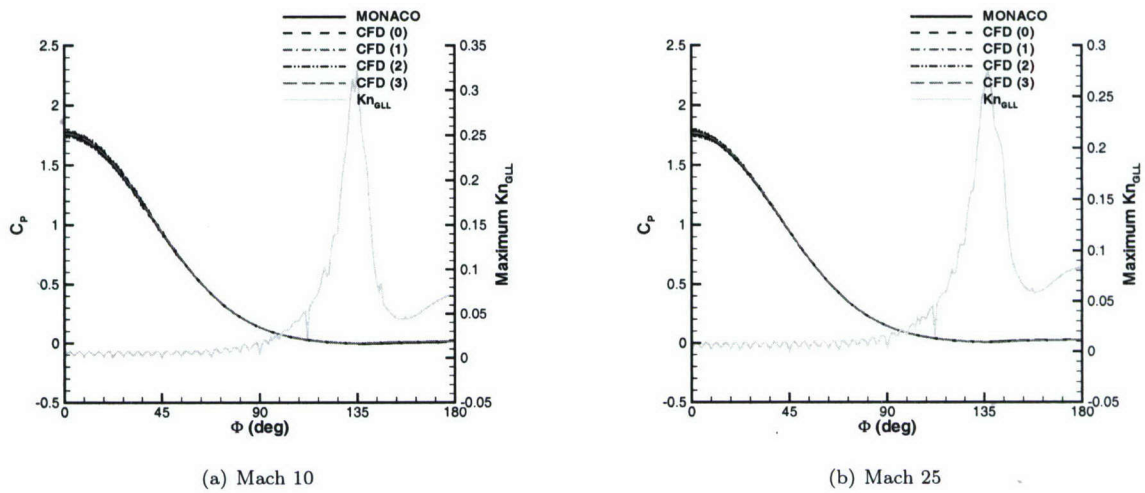 MONACO
CFD (0)
CFD (1)
CFD (2)
CFD (3)
Kn_GLL
2.5
2
1.5
1
0.5
0
-0.5
C_P
0.35
0.3
0.25
0.2
0.15
0.1
0.05
0
-0.05
Maximum Kn_GLL
0 45 90 135 180
Φ (deg)
(a) Mach 10
MONACO
CFD (0)
CFD (1)
CFD (2)
CFD (3)
Kn_GLL
2.5
2
1.5
1
0.5
0
-0.5
C_P
0.3
0.25
0.2
0.15
0.1
0.05
0
-0.05
Maximum Kn_GLL
0 45 90 135 180
Φ (deg)
(b) Mach 25